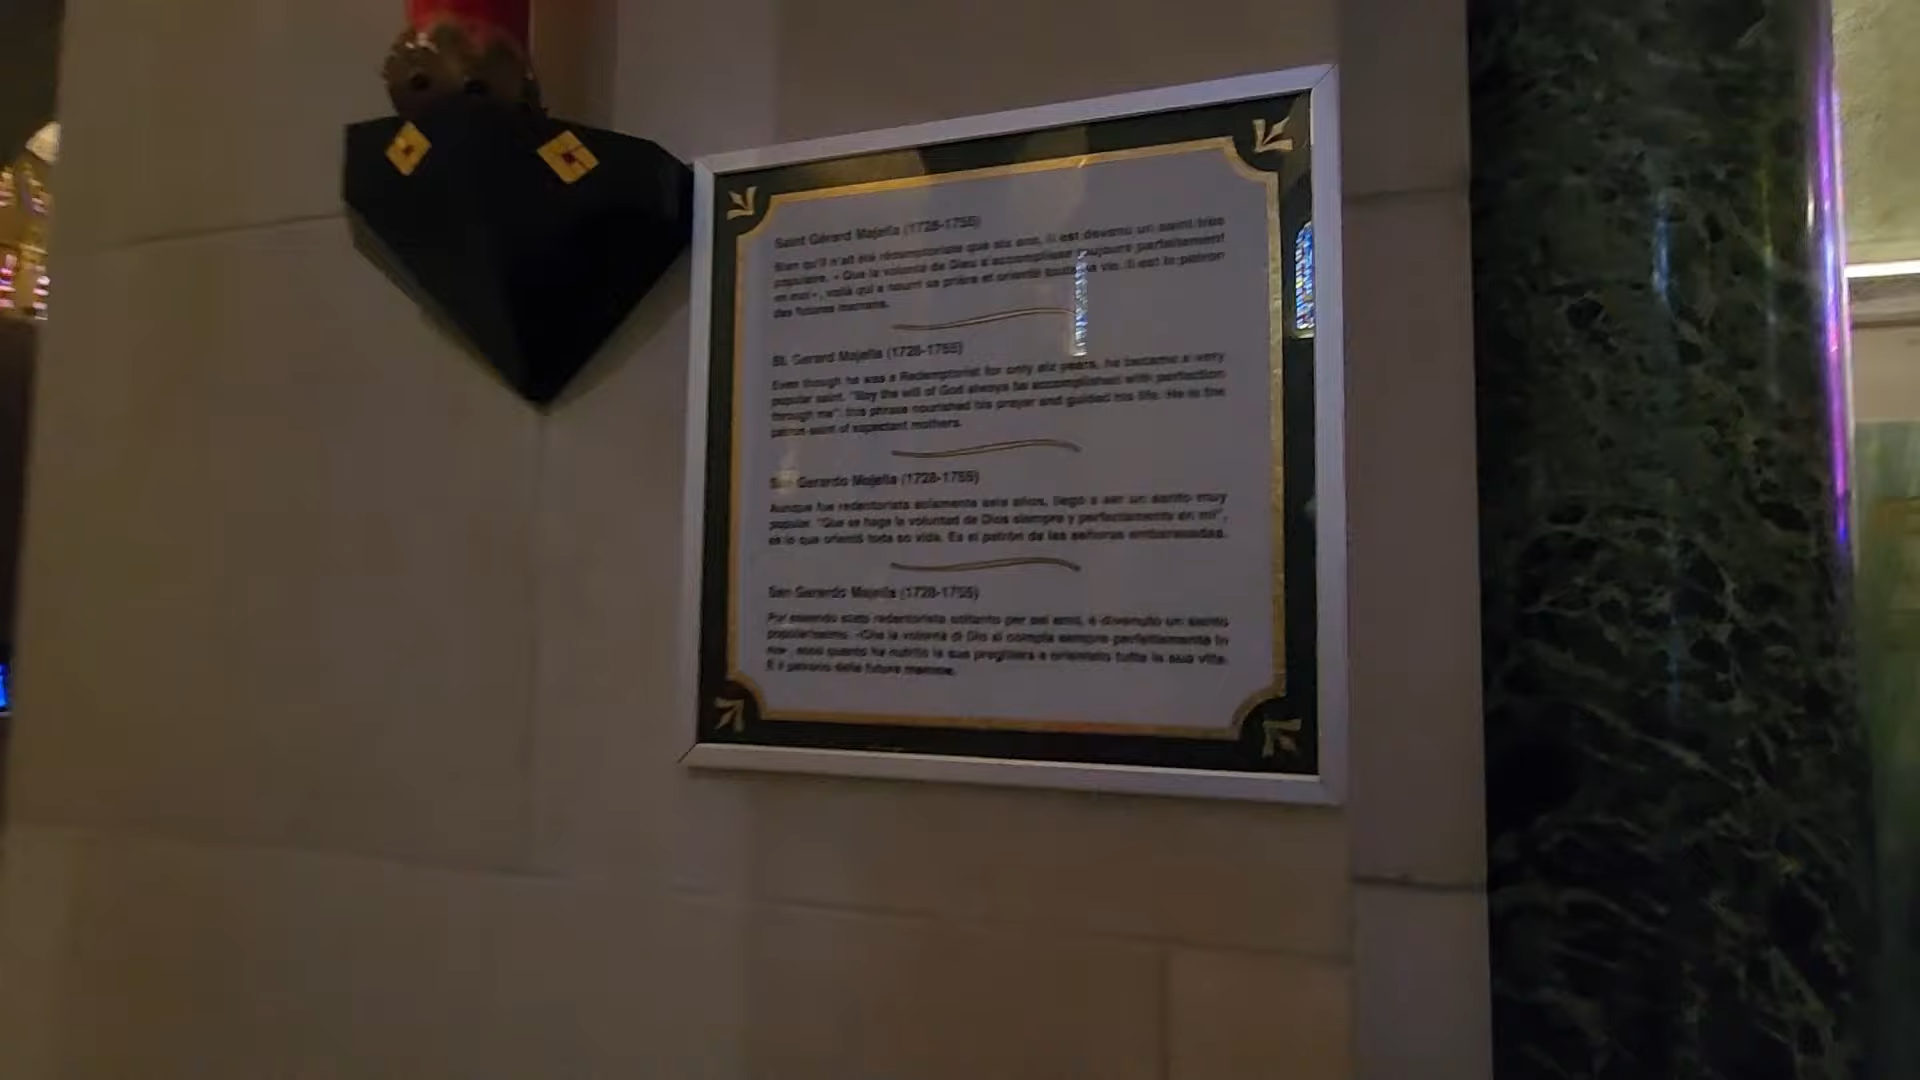 Saint Gérard Majella (1726-1755)
Bien qu'il n'ait été rédemptoriste que six ans, il est devenu un saint très
populaire. « Que la volonté de Dieu s'accomplisse toujours parfaitement
en moi », voilà qui a nourri sa prière et orienté toute sa vie. Il est le patron
des futures mamans.
St. Gerard Majella (1726-1755)
Even though he was a Redemptorist for only six years, he became a very
popular saint. "May the will of God always be accomplished with perfection
through me": this phrase nourished his prayer and guided his life. He is the
patron saint of expectant mothers.
San Gerardo Majella (1726-1755)
Aunque fue redentorista solamente seis años, llegó a ser un santo muy
popular. "Que se haga la voluntad de Dios siempre y perfectamente en mí",
es lo que orientó toda su vida. Es el patrón de las señoras embarazadas.
San Gerardo Majella (1726-1755)
Pur essendo stato redentorista soltanto per sei anni, è divenuto un santo
popolarissimo. «Che la volontà di Dio si compia sempre perfettamente in
me», ecco quanto ha nutrito la sua preghiera e orientato tutta la sua vita.
È il patrono delle future mamme.